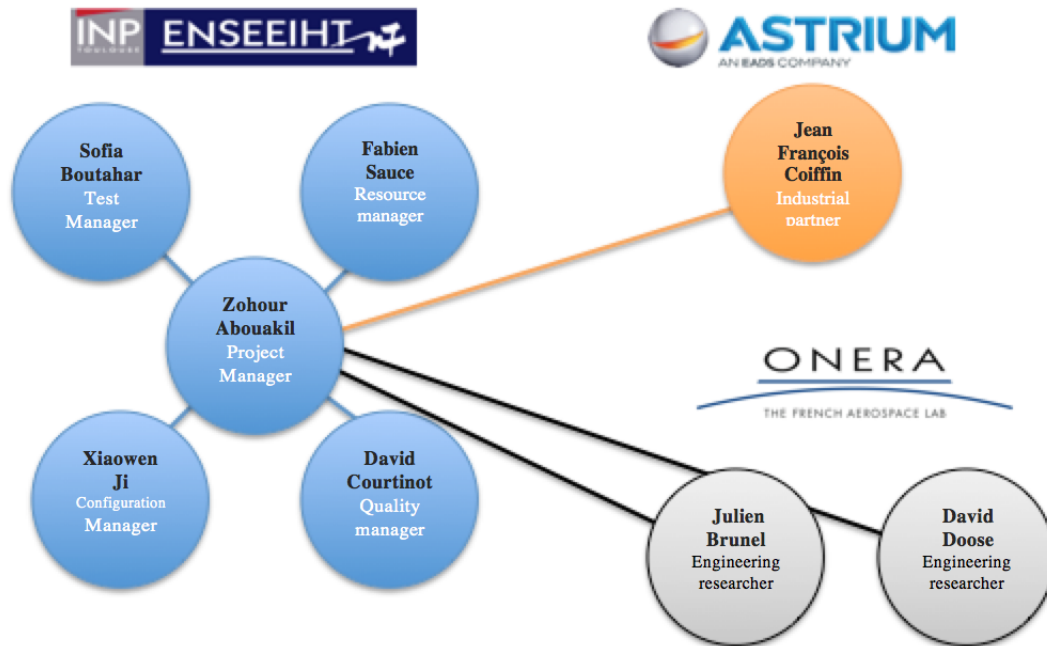 INP
TOULOUSE
ENSEEIHT
ASTRIUM
AN EADS COMPANY
Sofia
Boutahar
Test
Manager
Fabien
Sauce
Resource
manager
Jean
François
Coiffin
Industrial
partner
Zohour
Abouakil
Project
Manager
ONERA
THE FRENCH AEROSPACE LAB
Xiaowen
Ji
Configuration
Manager
David
Courtinot
Quality
manager
Julien
Brunel
Engineering
researcher
David
Doose
Engineering
researcher